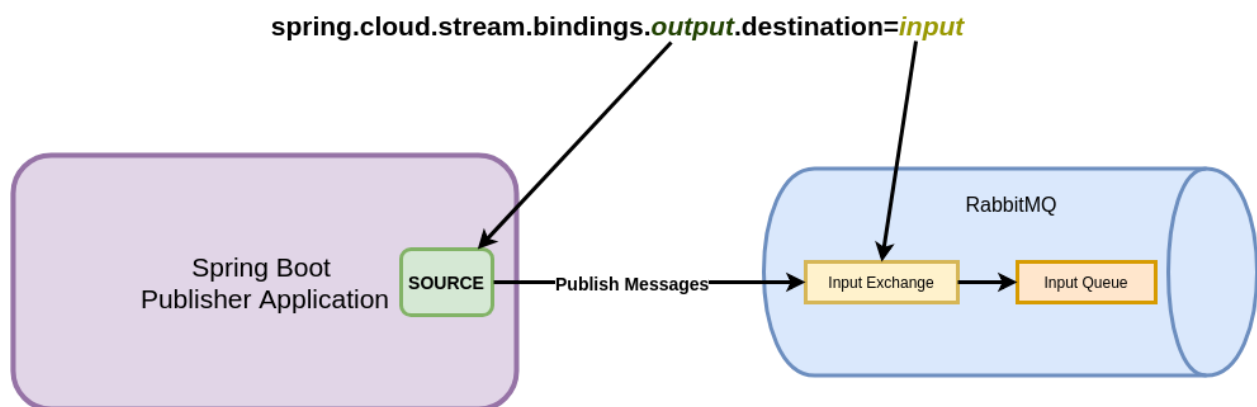 spring.cloud.stream.bindings.output.destination=input
RabbitMQ
Spring Boot
Publisher Application
SOURCE
Publish Messages
Input Exchange
Input Queue